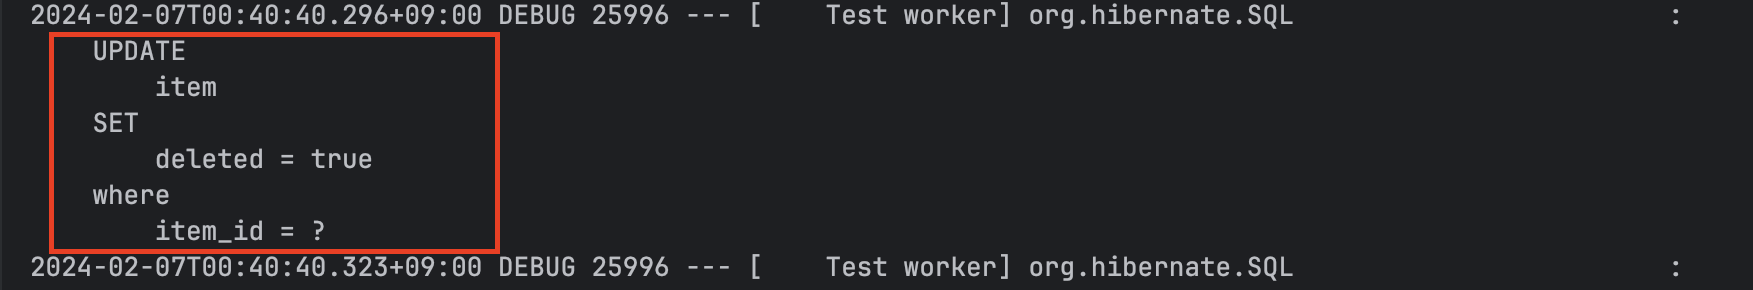 2024-02-07T00:40:40.296+09:00 DEBUG 25996 --- [    Test worker] org.hibernate.SQL                        :
    UPDATE
        item
    SET
        deleted = true
    where
        item_id = ?
2024-02-07T00:40:40.323+09:00 DEBUG 25996 --- [    Test worker] org.hibernate.SQL                        :